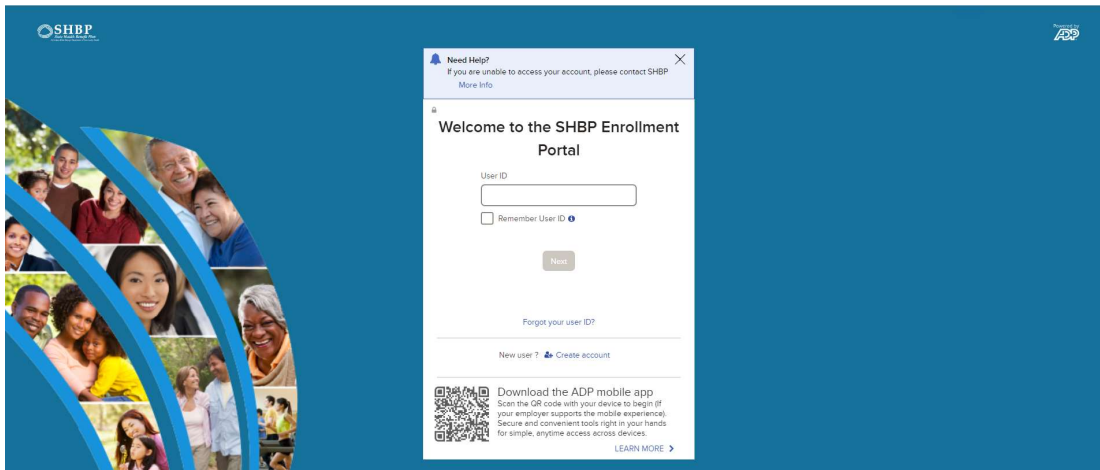 SHBP
Powered by
ADP
Need Help?
If you are unable to access your account, please contact SHBP
More Info
Welcome to the SHBP Enrollment
Portal
User ID
Remember User ID
Next
Forgot your user ID?
New user ? Create account
Download the ADP mobile app
Scan the QR code with your device to begin (If
your employer supports the mobile experience).
Secure and convenient tools right in your hands
for simple, anytime access across devices.
LEARN MORE